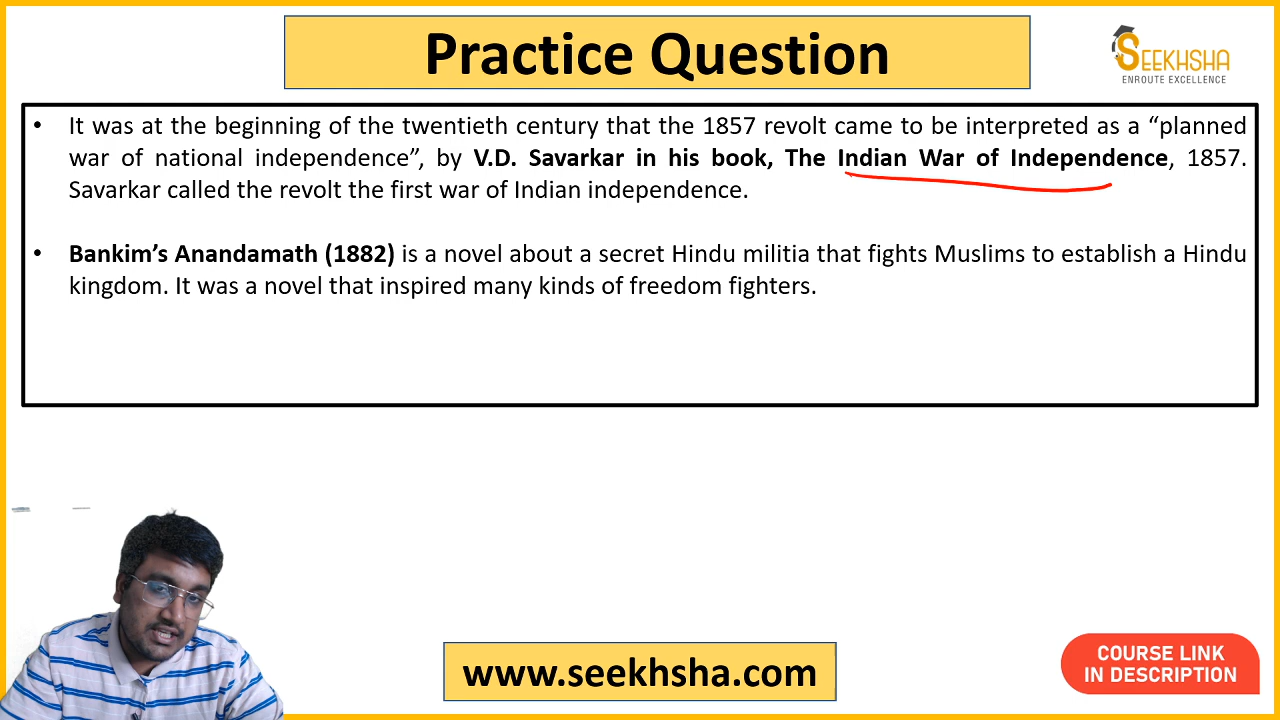 Practice Question
SEEKHSHA
ENROUTE EXCELLENCE
• It was at the beginning of the twentieth century that the 1857 revolt came to be interpreted as a “planned
war of national independence”, by V.D. Savarkar in his book, The Indian War of Independence, 1857.
Savarkar called the revolt the first war of Indian independence.
• Bankim’s Anandamath (1882) is a novel about a secret Hindu militia that fights Muslims to establish a Hindu
kingdom. It was a novel that inspired many kinds of freedom fighters.
www.seekhsha.com
COURSE LINK
IN DESCRIPTION